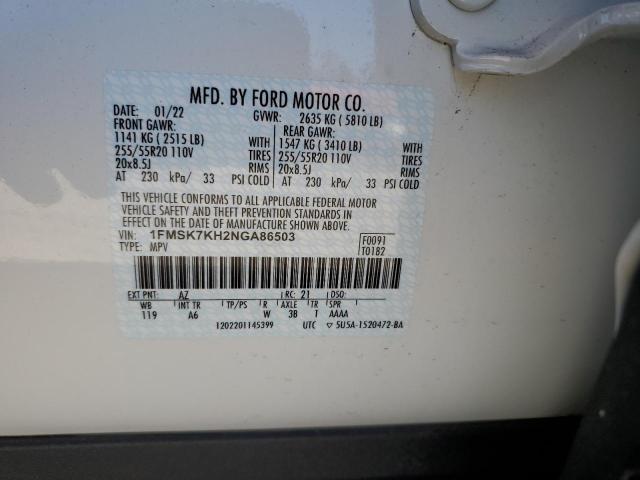 MFD. BY FORD MOTOR CO.
DATE: 01/22 GVWR: 2635 KG ( 5810 LB)
FRONT GAWR: REAR GAWR:
1141 KG ( 2515 LB) WITH 1547 KG ( 3410 LB) WITH
255/55R20 110V TIRES 255/55R20 110V TIRES
20x8.5J RIMS 20x8.5J RIMS
AT 230 kPa/ 33 PSI COLD AT 230 kPa/ 33 PSI COLD
THIS VEHICLE CONFORMS TO ALL APPLICABLE FEDERAL MOTOR
VEHICLE SAFETY AND THEFT PREVENTION STANDARDS IN
EFFECT ON THE DATE OF MANUFACTURE SHOWN ABOVE.
VIN: 1FMSK7KH2NGA86503 F0091
TYPE: MPV T0182
EXT PNT: AZ RC: 21 DSO:
WB INT TR TP/PS R AXLE TR SPR
119 A6 W 3B T AAAA
1202201145399 UTC ▽ 5U5A-1520472-BA